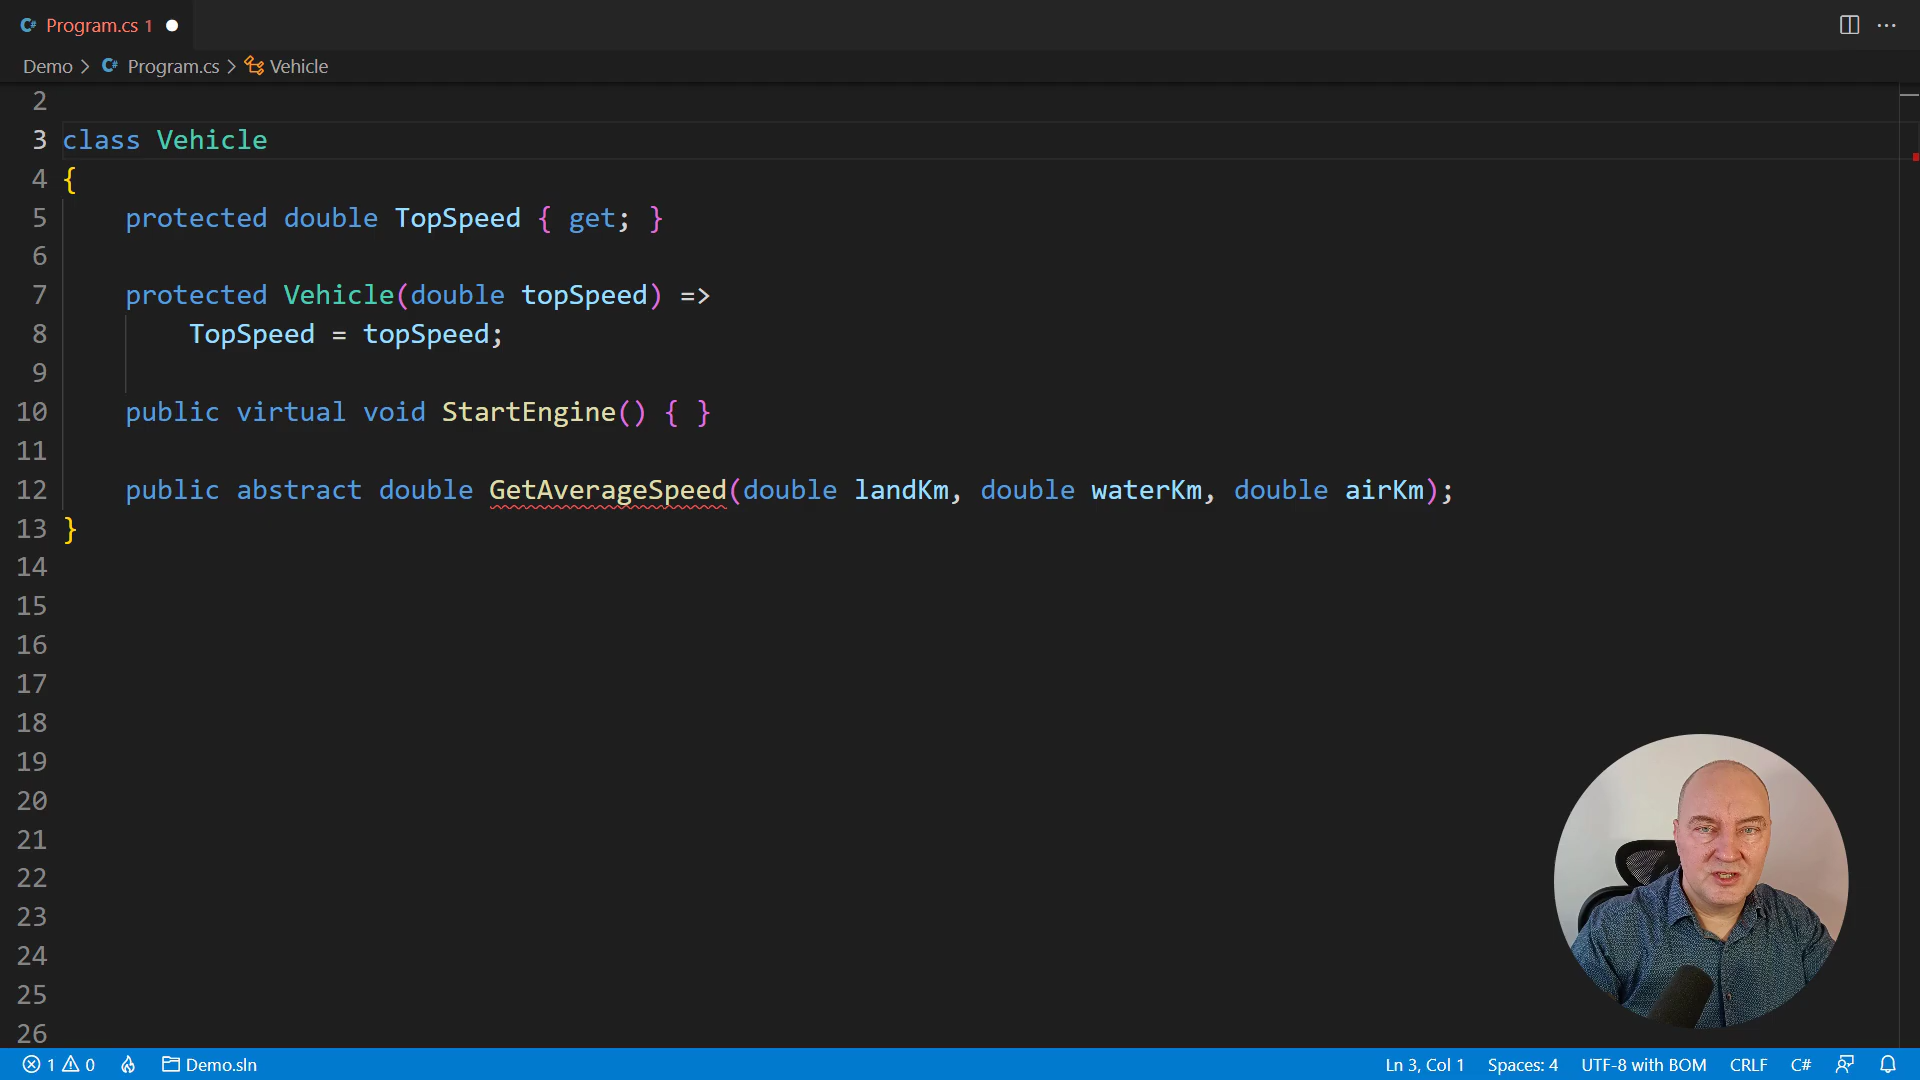 C# Program.cs 1
Demo > C# Program.cs > Vehicle
2
3 class Vehicle
4 {
5     protected double TopSpeed { get; }
6
7     protected Vehicle(double topSpeed) =>
8         TopSpeed = topSpeed;
9
10     public virtual void StartEngine() { }
11
12     public abstract double GetAverageSpeed(double landKm, double waterKm, double airKm);
13 }
14
15
16
17
18
19
20
21
22
23
24
25
26
1 0 Demo.sln Ln 3, Col 1 Spaces: 4 UTF-8 with BOM CRLF C#